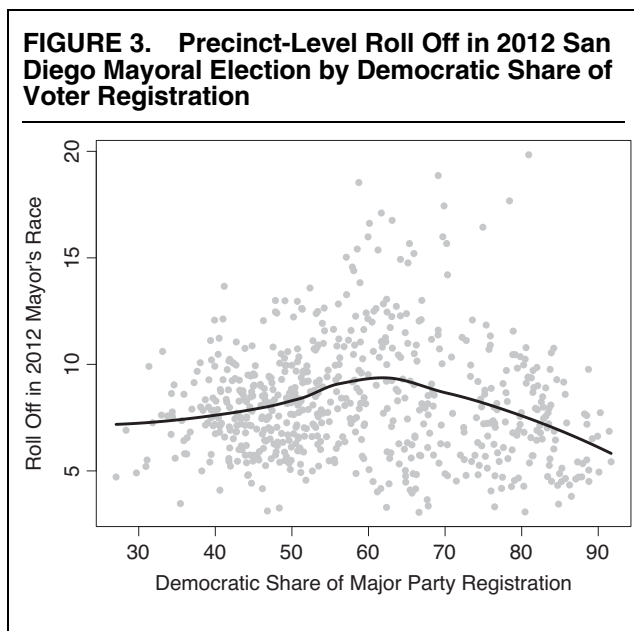 FIGURE 3. Precinct-Level Roll Off in 2012 San
Diego Mayoral Election by Democratic Share of
Voter Registration
Roll Off in 2012 Mayor's Race
20
15
10
5
30 40 50 60 70 80 90
Democratic Share of Major Party Registration